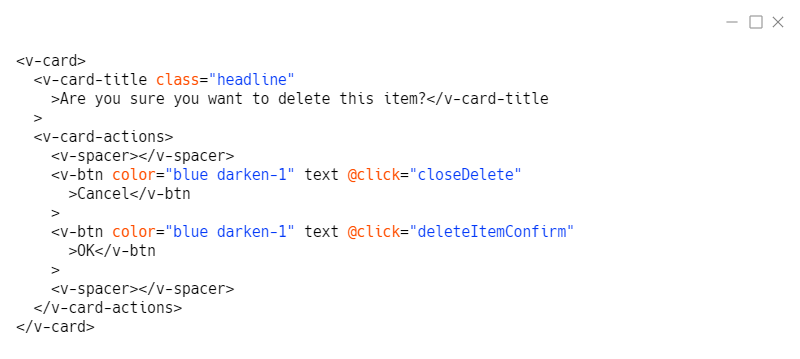 <v-card>
  <v-card-title class="headline"
    >Are you sure you want to delete this item?</v-card-title
  >
  <v-card-actions>
    <v-spacer></v-spacer>
    <v-btn color="blue darken-1" text @click="closeDelete"
      >Cancel</v-btn
    >
    <v-btn color="blue darken-1" text @click="deleteItemConfirm"
      >OK</v-btn
    >
    <v-spacer></v-spacer>
  </v-card-actions>
</v-card>